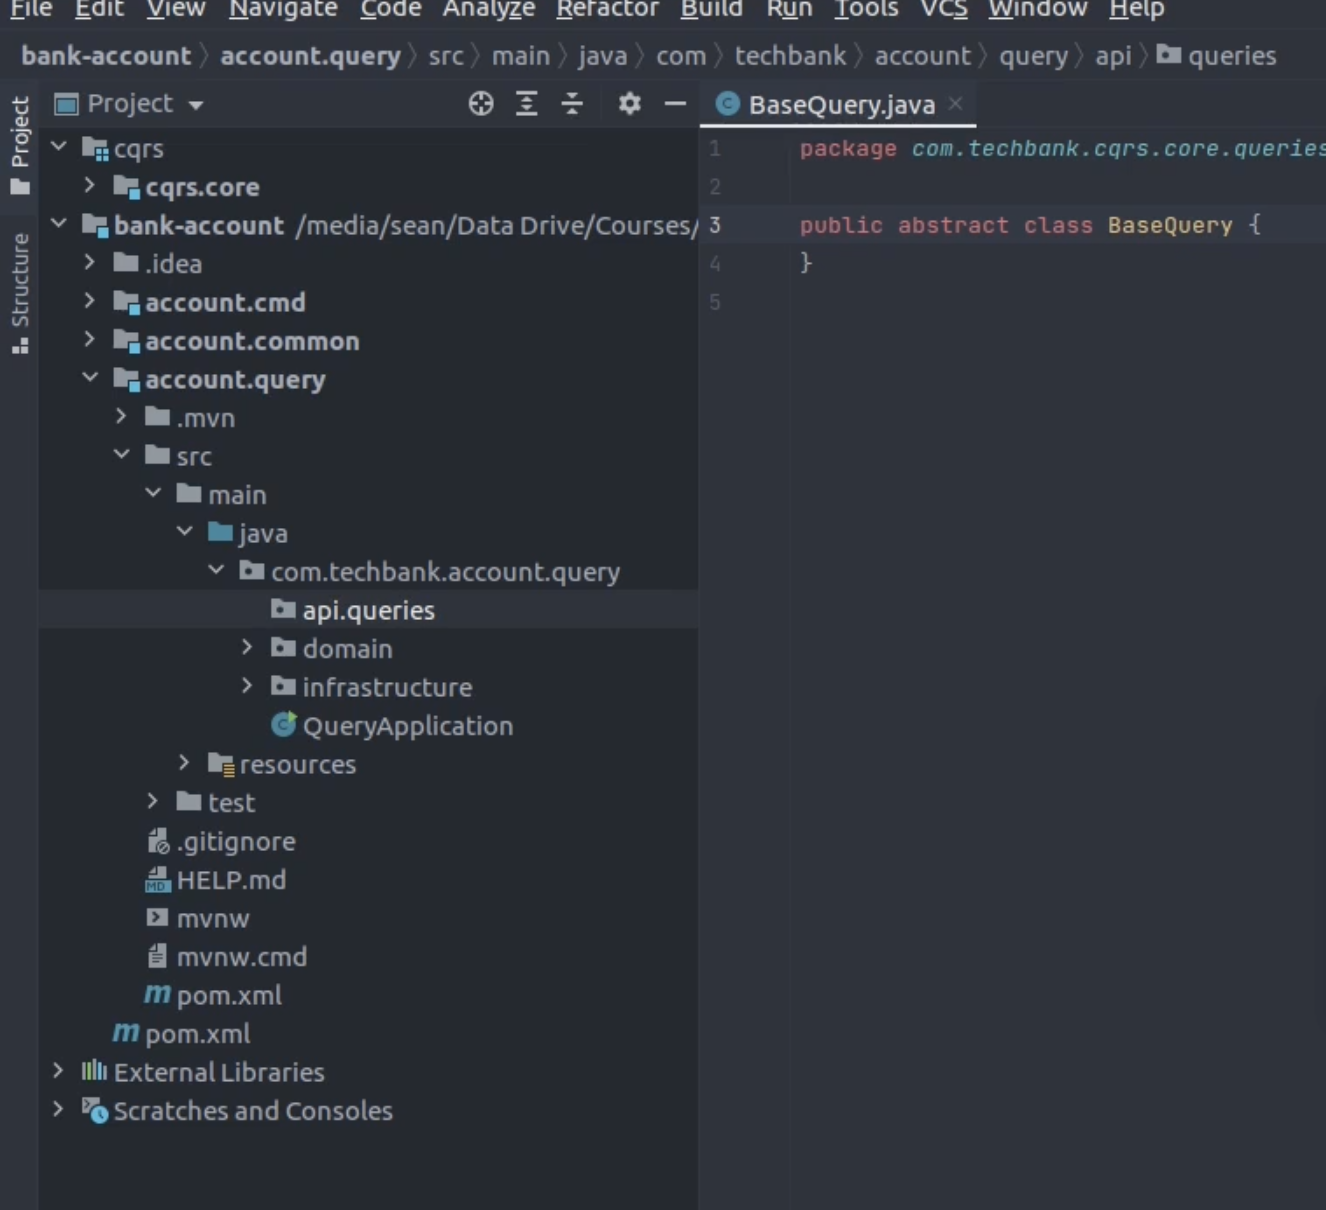 File Edit View Navigate Code Analyze Refactor Build Run Tools VCS Window Help
bank-account account.query src main java com techbank account query api queries
Project
Structure
Project
cqrs
cqrs.core
bank-account /media/sean/Data Drive/Courses/
.idea
account.cmd
account.common
account.query
.mvn
src
main
java
com.techbank.account.query
api.queries
domain
infrastructure
QueryApplication
resources
test
.gitignore
HELP.md
mvnw
mvnw.cmd
pom.xml
pom.xml
External Libraries
Scratches and Consoles
BaseQuery.java
1 package com.techbank.cqrs.core.queries
2
3 public abstract class BaseQuery {
4 }
5